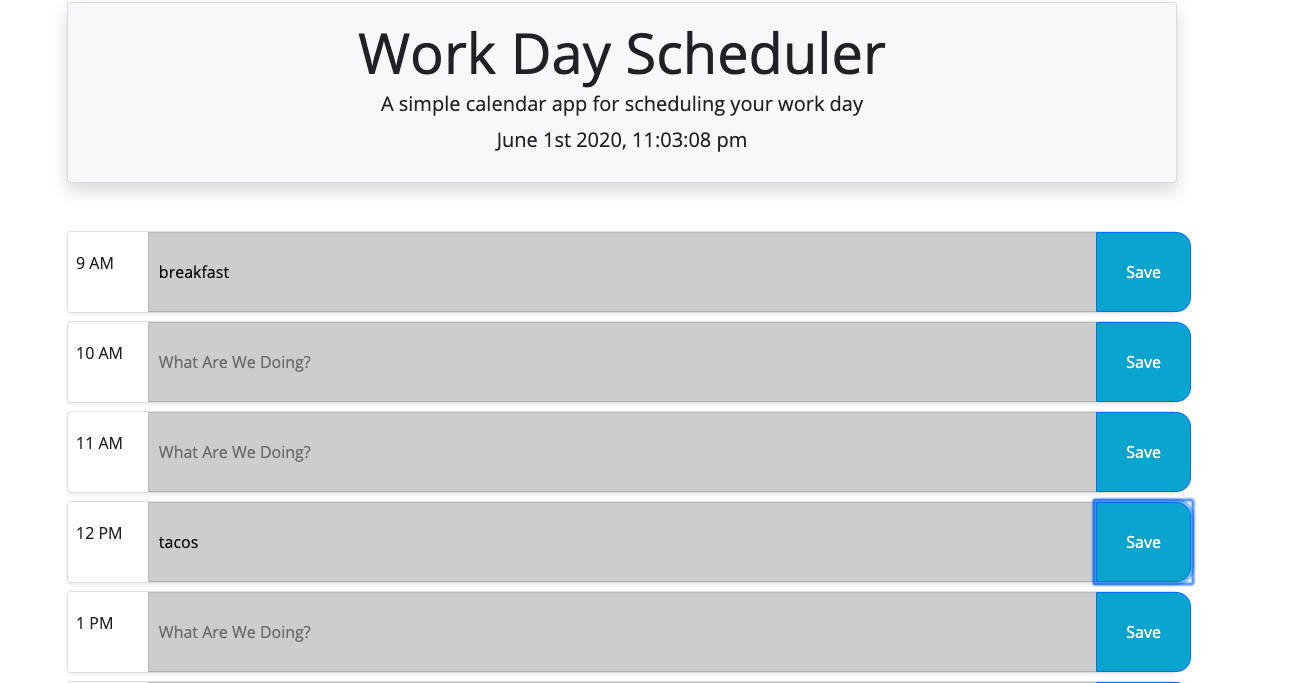 Work Day Scheduler
A simple calendar app for scheduling your work day
June 1st 2020, 11:03:08 pm
9 AM breakfast Save
10 AM What Are We Doing? Save
11 AM What Are We Doing? Save
12 PM tacos Save
1 PM What Are We Doing? Save